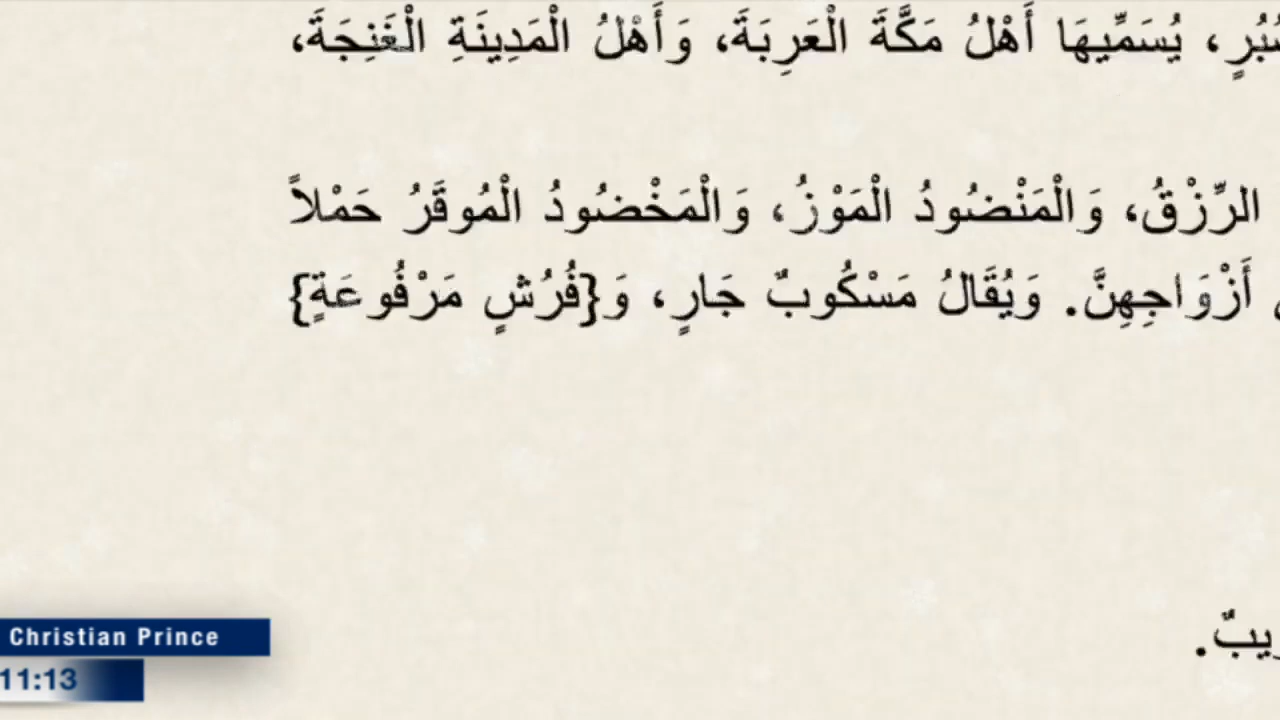 يُسَمِّيهَا أَهْلُ مَكَّةَ الْعَرِبَةَ، وَأَهْلُ الْمَدِينَةِ الْغَنِجَةَ،
الرِّزْقُ، وَالْمَنْضُودُ الْمَوْزُ، وَالْمَخْضُودُ الْمُوقَرُ حَمْلاً
أَزْوَاجِهِنَّ. وَيُقَالُ مَسْكُوبٌ جَارٍ، وَ{فُرُشٍ مَرْفُوعَةٍ}
Christian Prince
11:13